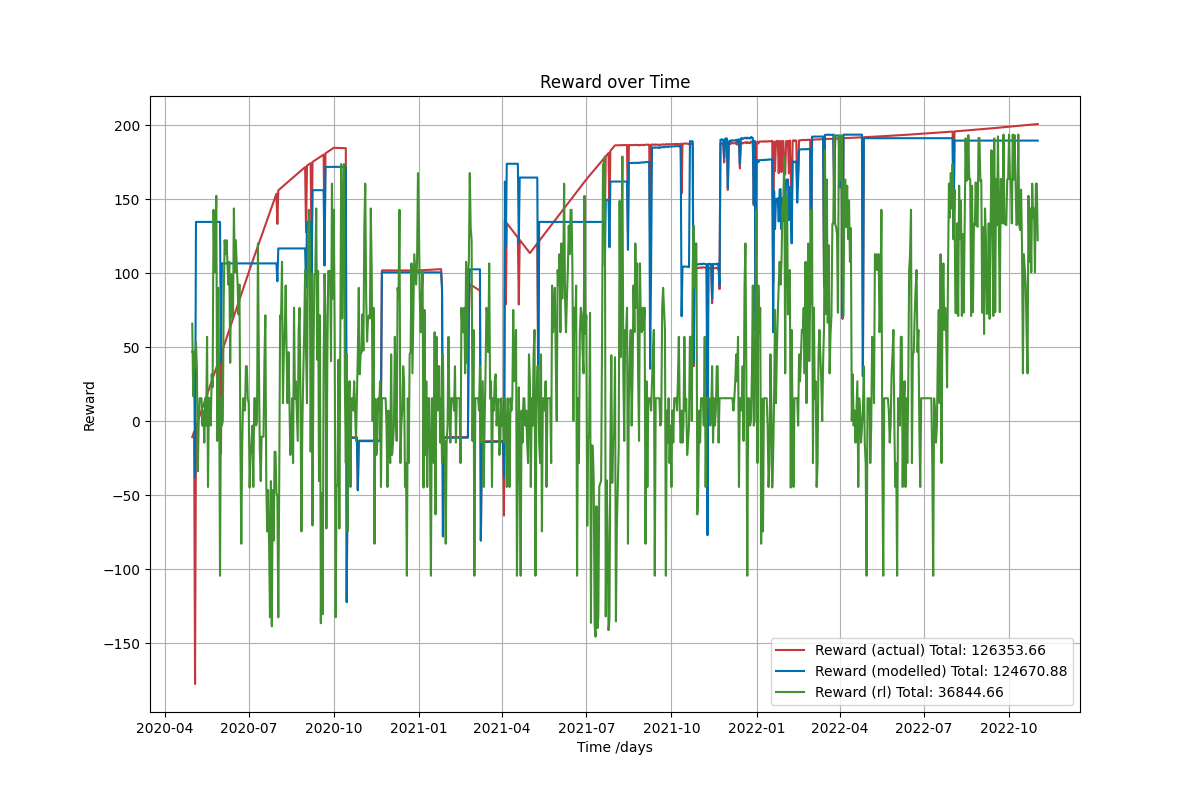 Reward over Time
200
150
100
50
0
−50
−100
−150
Reward
2020-04 2020-07 2020-10 2021-01 2021-04 2021-07 2021-10 2022-01 2022-04 2022-07 2022-10
Time /days
Reward (actual) Total: 126353.66
Reward (modelled) Total: 124670.88
Reward (rl) Total: 36844.66